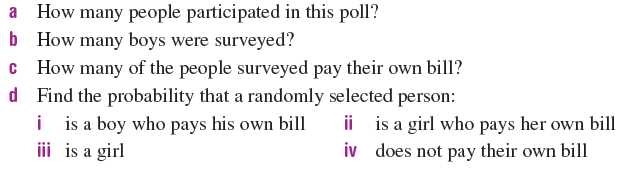 a How many people participated in this poll?
b How many boys were surveyed?
c How many of the people surveyed pay their own bill?
d Find the probability that a randomly selected person:
i is a boy who pays his own bill ii is a girl who pays her own bill
iii is a girl iv does not pay their own bill